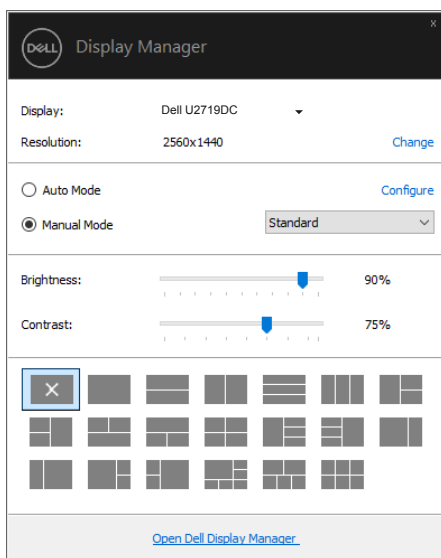 x
DELL Display Manager
Display: Dell U2719DC
Resolution: 2560x1440 Change
Auto Mode Configure
Manual Mode Standard
Brightness: 90%
Contrast: 75%
Open Dell Display Manager